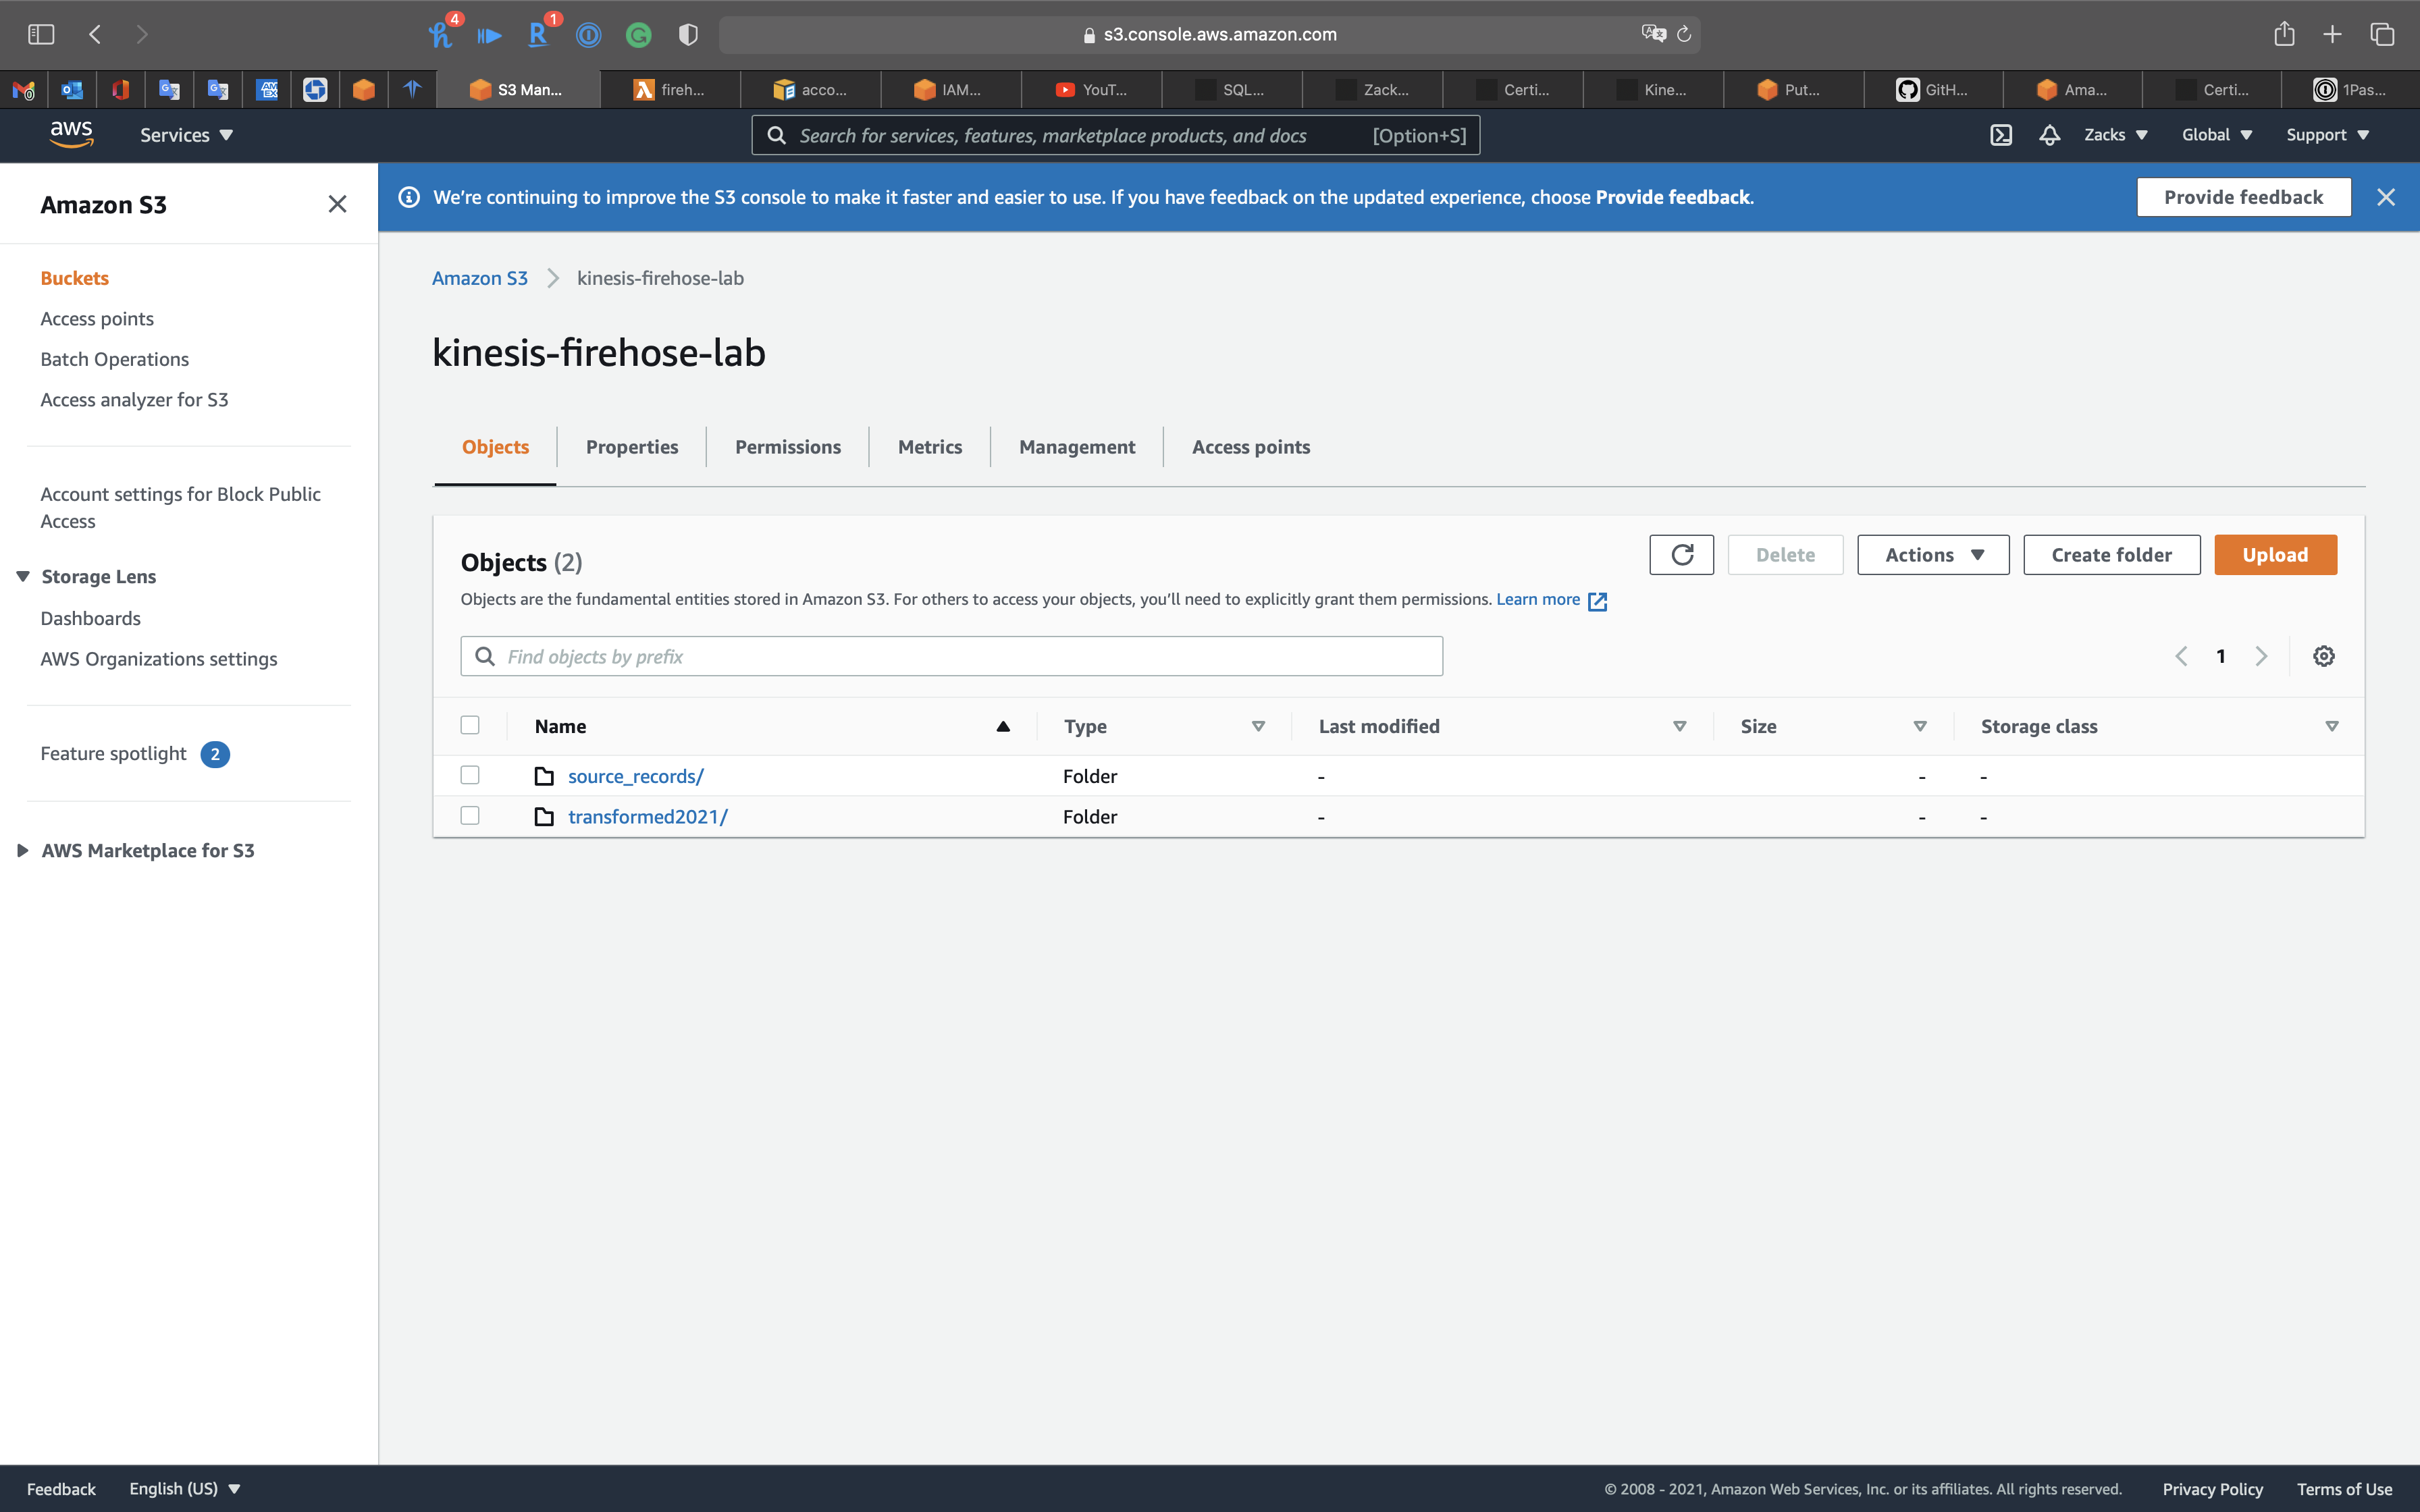 4
1
s3.console.aws.amazon.com
S3 Man...
fireh...
acco...
IAM...
YouT...
SQL...
Zack...
Certi...
Kine...
Put...
GitH...
Ama...
Certi...
1Pas...
aws
Services
Search for services, features, marketplace products, and docs [Option+S]
Zacks
Global
Support
Amazon S3
We're continuing to improve the S3 console to make it faster and easier to use. If you have feedback on the updated experience, choose Provide feedback.
Provide feedback
Buckets
Access points
Batch Operations
Access analyzer for S3
Account settings for Block Public
Access
Storage Lens
Dashboards
AWS Organizations settings
Feature spotlight 2
AWS Marketplace for S3
Amazon S3 kinesis-firehose-lab
kinesis-firehose-lab
Objects Properties Permissions Metrics Management Access points
Objects (2)
Delete
Actions
Create folder
Upload
Objects are the fundamental entities stored in Amazon S3. For others to access your objects, you'll need to explicitly grant them permissions. Learn more
Find objects by prefix
1
Name Type Last modified Size Storage class
source_records/ Folder - - -
transformed2021/ Folder - - -
Feedback English (US) © 2008 - 2021, Amazon Web Services, Inc. or its affiliates. All rights reserved. Privacy Policy Terms of Use